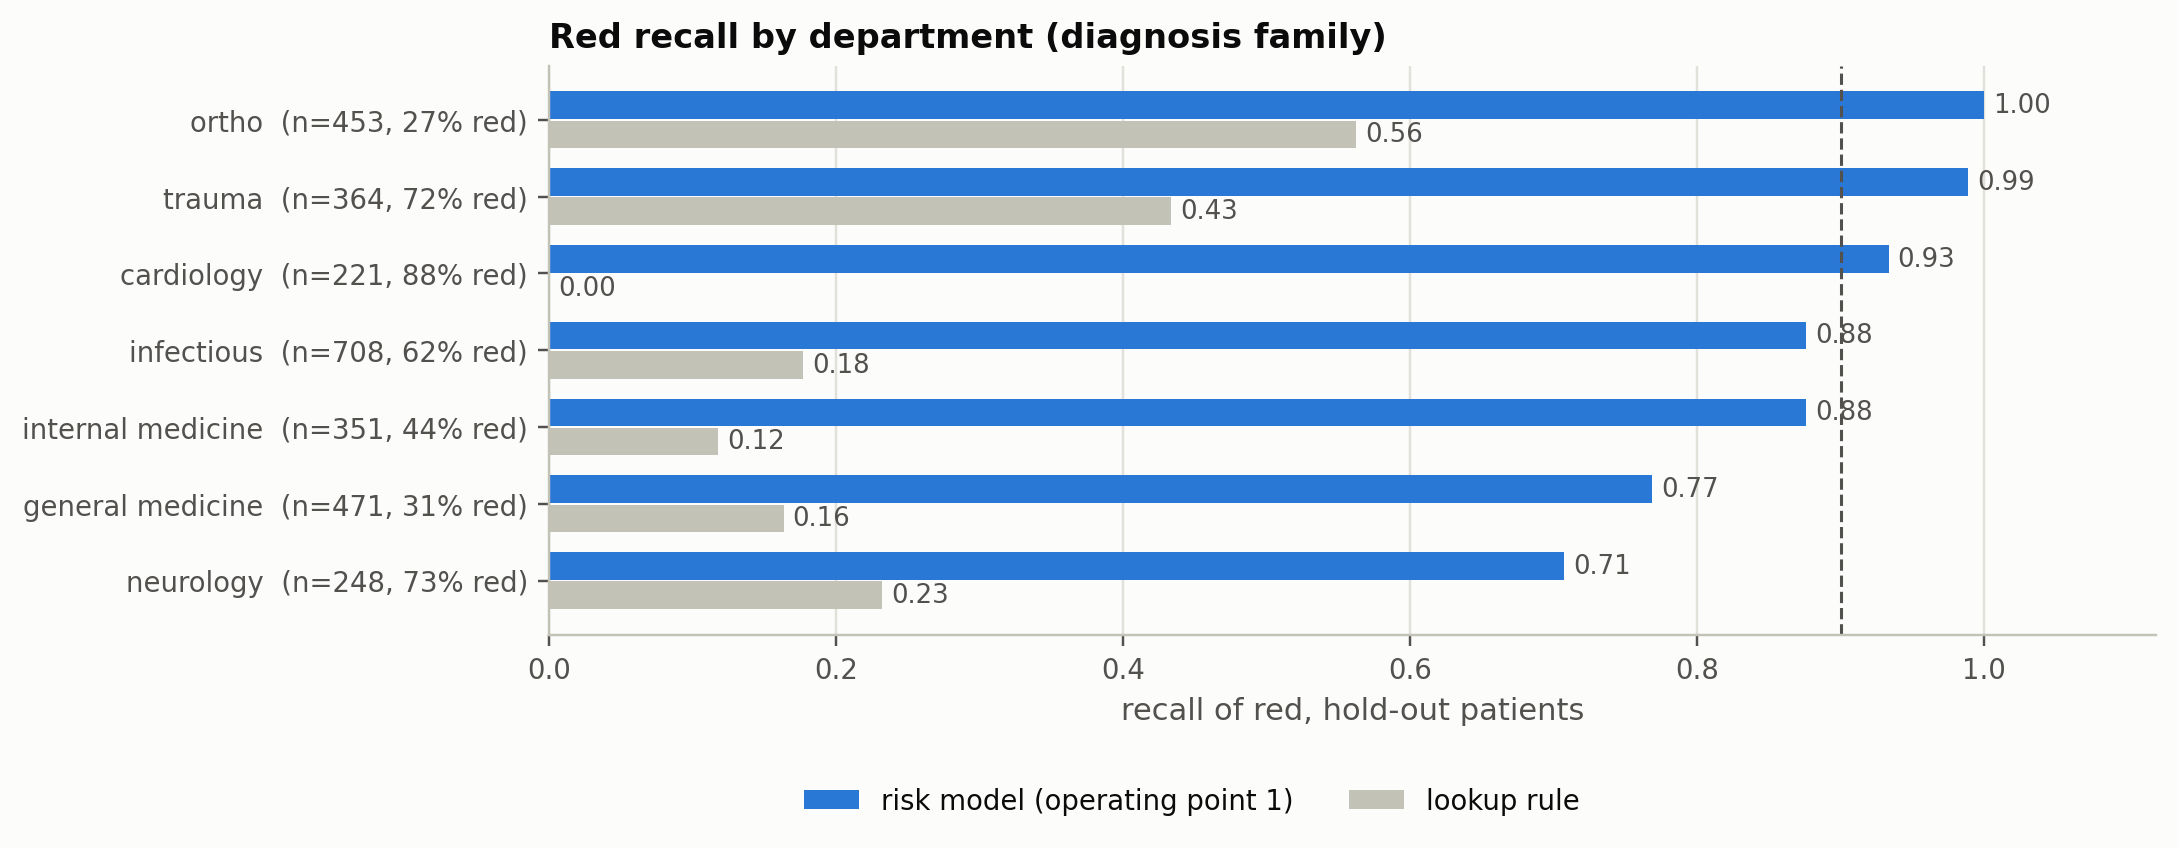 Red recall by department (diagnosis family)
ortho (n=453, 27% red)
1.00
0.56
trauma (n=364, 72% red)
0.99
0.43
cardiology (n=221, 88% red)
0.93
0.00
infectious (n=708, 62% red)
0.88
0.18
internal medicine (n=351, 44% red)
0.88
0.12
general medicine (n=471, 31% red)
0.77
0.16
neurology (n=248, 73% red)
0.71
0.23
0.0 0.2 0.4 0.6 0.8 1.0
recall of red, hold-out patients
risk model (operating point 1) lookup rule